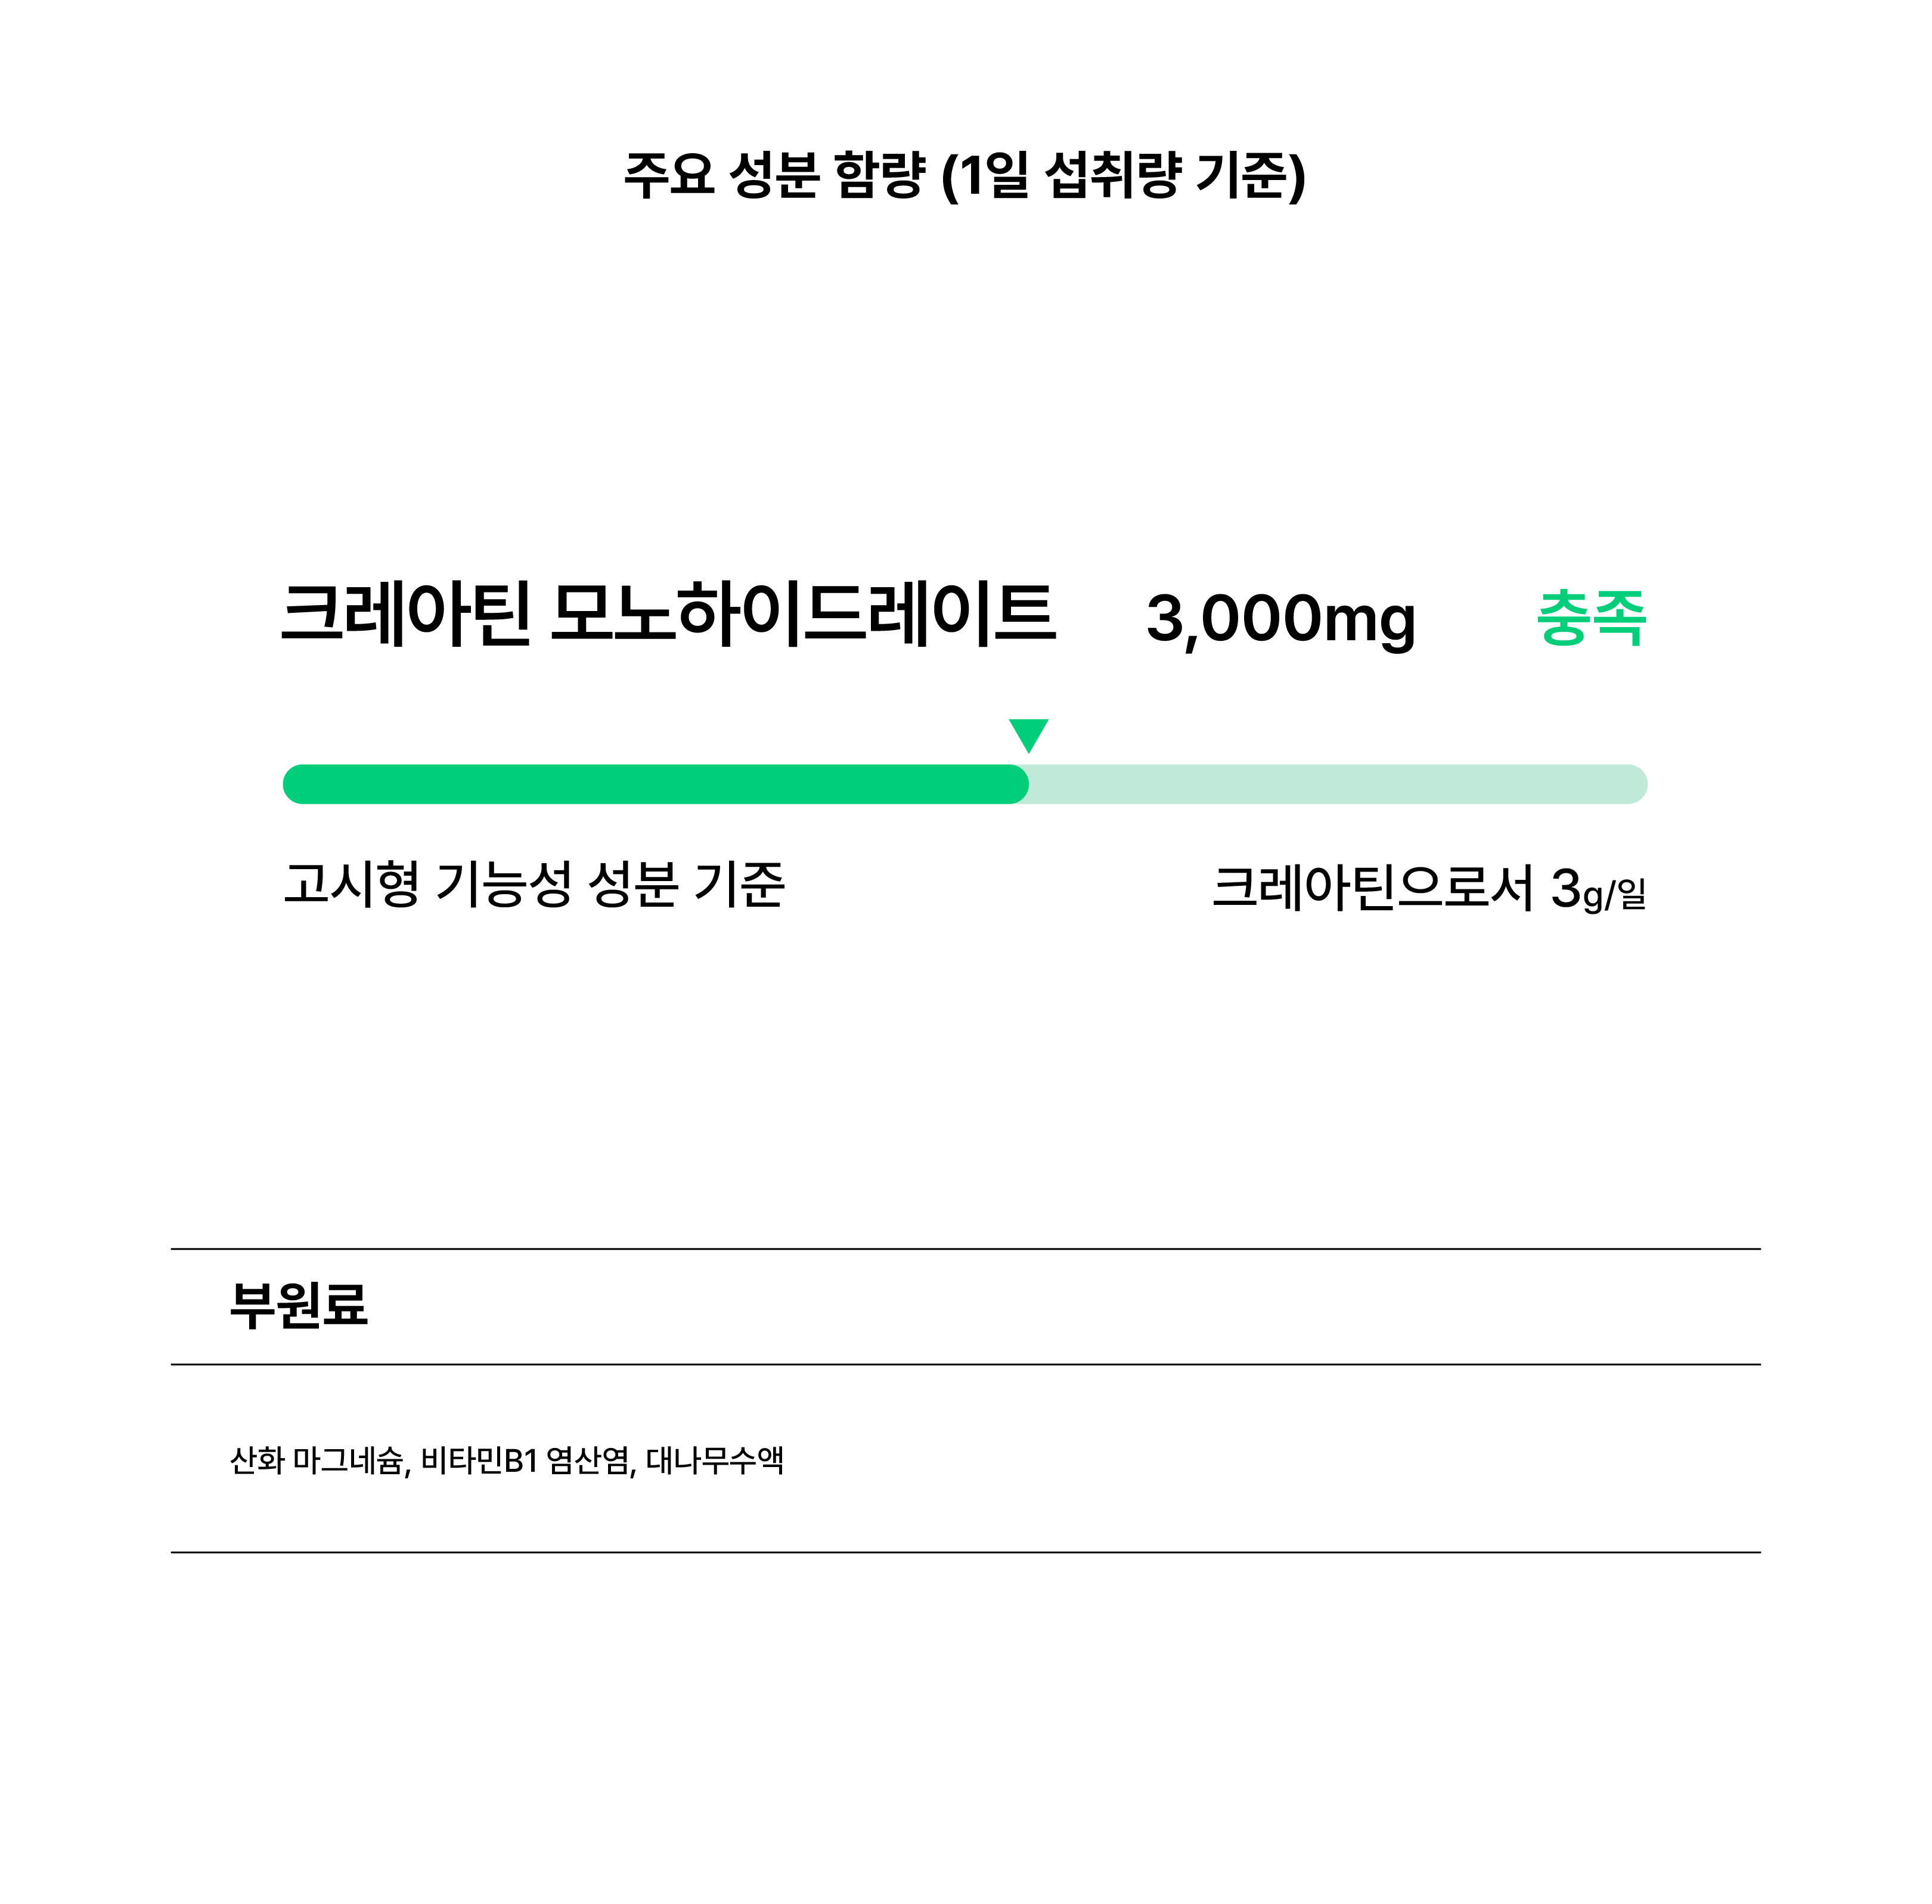 주요 성분 함량 (1일 섭취량 기준)
크레아틴 모노하이드레이트 3,000mg 충족
고시형 기능성 성분 기준 크레아틴으로서 3g/일
부원료
산화 마그네슘, 비타민B1 염산염, 대나무수액